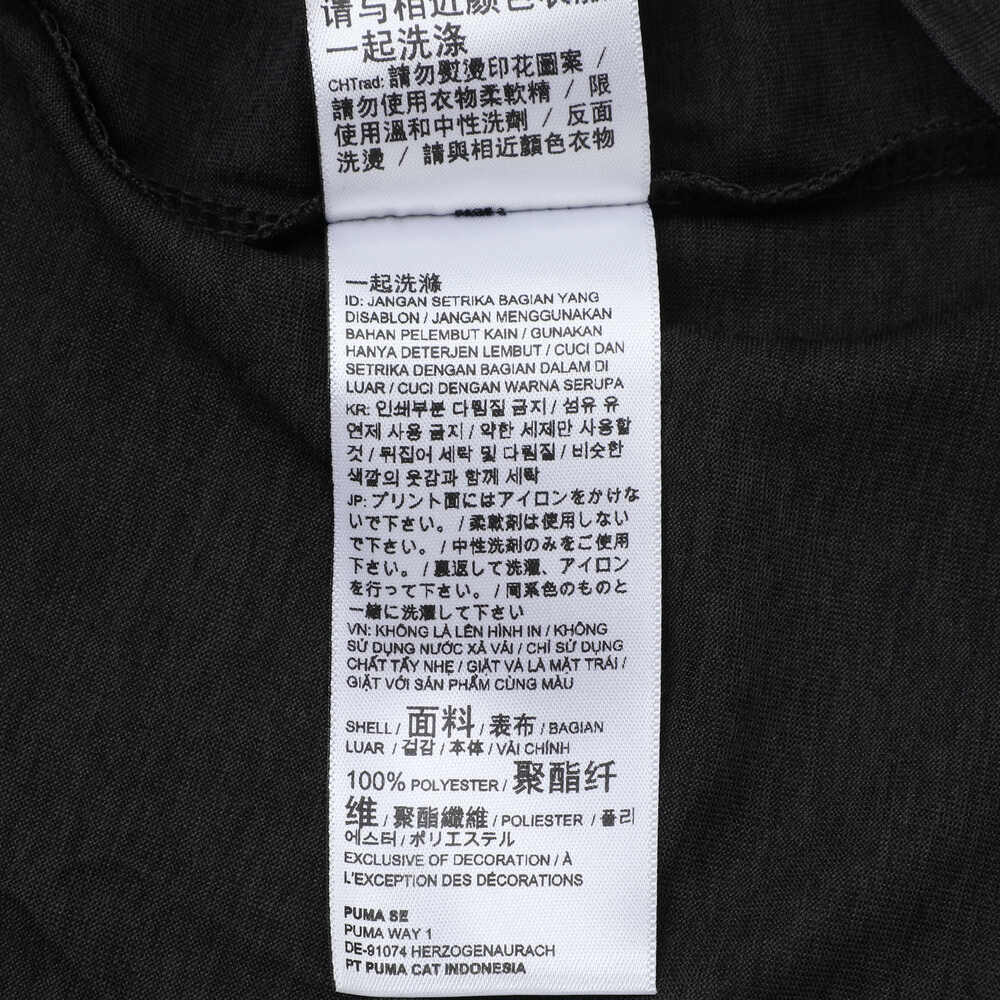 请与相近颜色衣服
一起洗涤
CHTrad: 請勿熨燙印花圖案 /
請勿使用衣物柔軟精 / 限
使用溫和中性洗劑 / 反面
洗燙 / 請與相近顏色衣物
一起洗滌
ID: JANGAN SETRIKA BAGIAN YANG
DISABLON / JANGAN MENGGUNAKAN
BAHAN PELEMBUT KAIN / GUNAKAN
HANYA DETERJEN LEMBUT / CUCI DAN
SETRIKA DENGAN BAGIAN DALAM DI
LUAR / CUCI DENGAN WARNA SERUPA
KR: 인쇄부분 다림질 금지 / 섬유 유
연제 사용 금지 / 약한 세제만 사용할
것 / 뒤집어 세탁 및 다림질 / 비슷한
색깔의 옷감과 함께 세탁
JP: プリント面にはアイロンをかけな
いで下さい。 / 柔軟剤は使用しない
で下さい。 / 中性洗剤のみをご使用
下さい。 / 裏返して洗濯、アイロン
を行って下さい。 / 同系色のものと
一緒に洗濯して下さい
VN: KHÔNG LÀ LÊN HÌNH IN / KHÔNG
SỬ DỤNG NƯỚC XẢ VẢI / CHỈ SỬ DỤNG
CHẤT TẨY NHẸ / GIẶT VÀ LÀ MẶT TRÁI /
GIẶT VỚI SẢN PHẨM CÙNG MÀU
SHELL / 面料 / 表布 / BAGIAN
LUAR / 겉감 / 本体 / VẢI CHÍNH
100% POLYESTER / 聚酯纤
维 / 聚酯纖維 / POLIESTER / 폴리
에스터 / ポリエステル
EXCLUSIVE OF DECORATION / À
L'EXCEPTION DES DÉCORATIONS
PUMA SE
PUMA WAY 1
DE-91074 HERZOGENAURACH
PT PUMA CAT INDONESIA